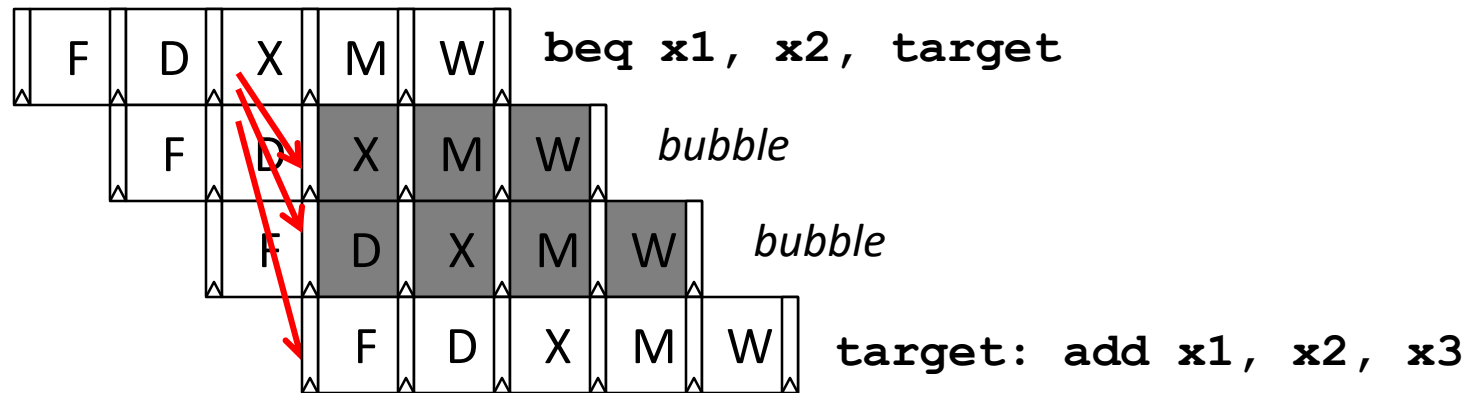 F D X M W beq x1, x2, target
F D X M W bubble
F D X M W bubble
F D X M W target: add x1, x2, x3